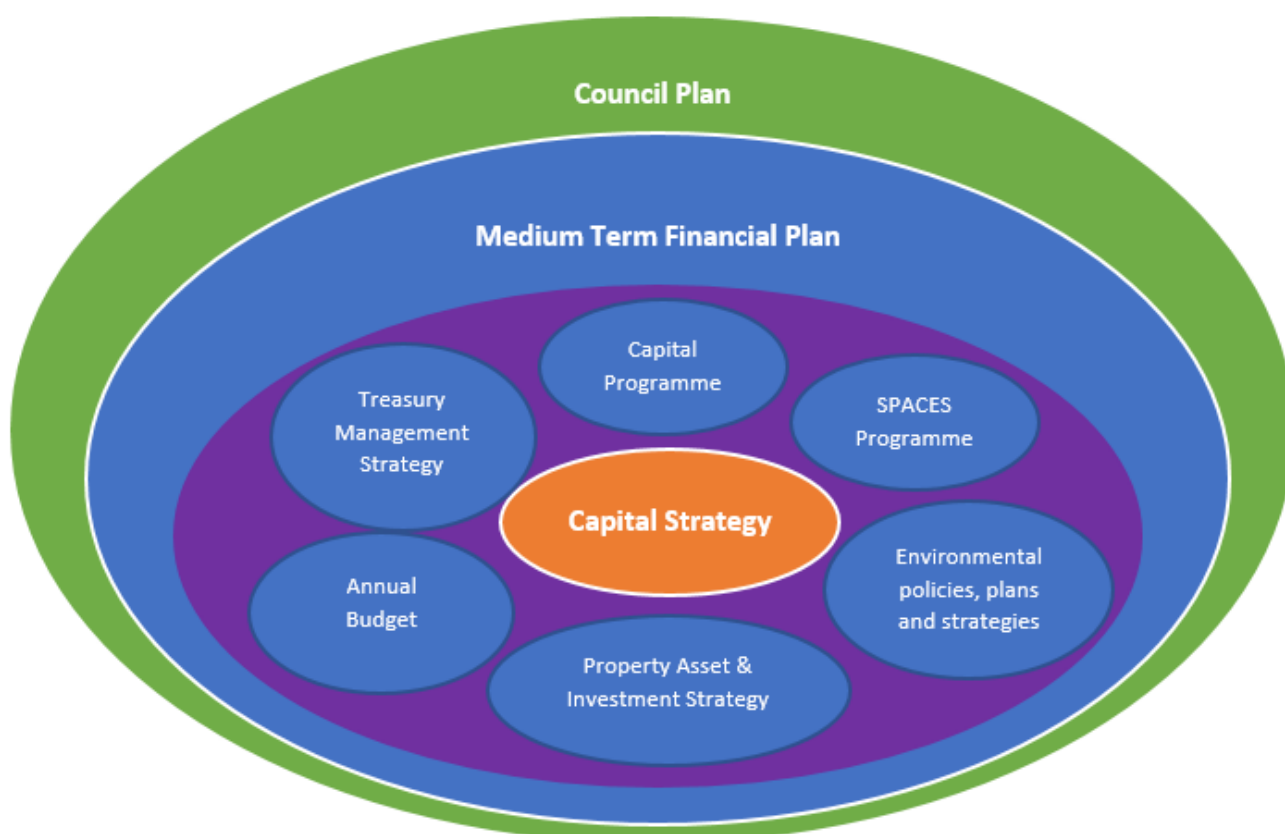 Council Plan
Medium Term Financial Plan
Capital
Programme
SPACES
Programme
Treasury
Management
Strategy
Capital Strategy
Environmental
policies, plans
and strategies
Annual
Budget
Property Asset &
Investment Strategy